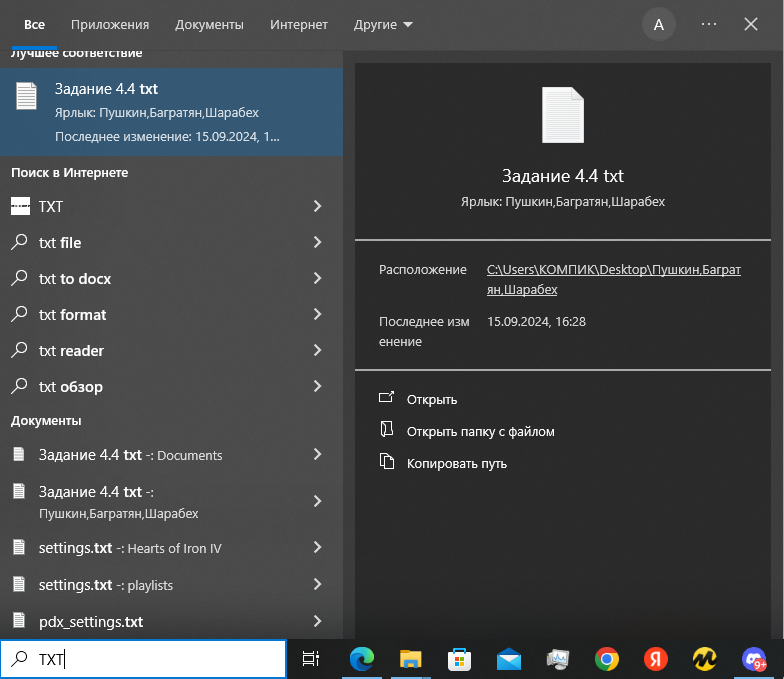 Все Приложения Документы Интернет Другие A
Лучшее соответствие
Задание 4.4 txt
Ярлык: Пушкин,Багратян,Шарабех
Последнее изменение: 15.09.2024, 1...
Поиск в Интернете
TXT
txt file
txt to docx
txt format
txt reader
txt обзор
Документы
Задание 4.4 txt -: Documents
Задание 4.4 txt -:
Пушкин,Багратян,Шарабех
settings.txt -: Hearts of Iron IV
settings.txt -: playlists
pdx_settings.txt
TXT
Задание 4.4 txt
Ярлык: Пушкин,Багратян,Шарабех
Расположение C:\Users\КОМПИК\Desktop\Пушкин,Баграт
ян,Шарабех
Последнее изм 15.09.2024, 16:28
енение
Открыть
Открыть папку с файлом
Копировать путь
Я
9+